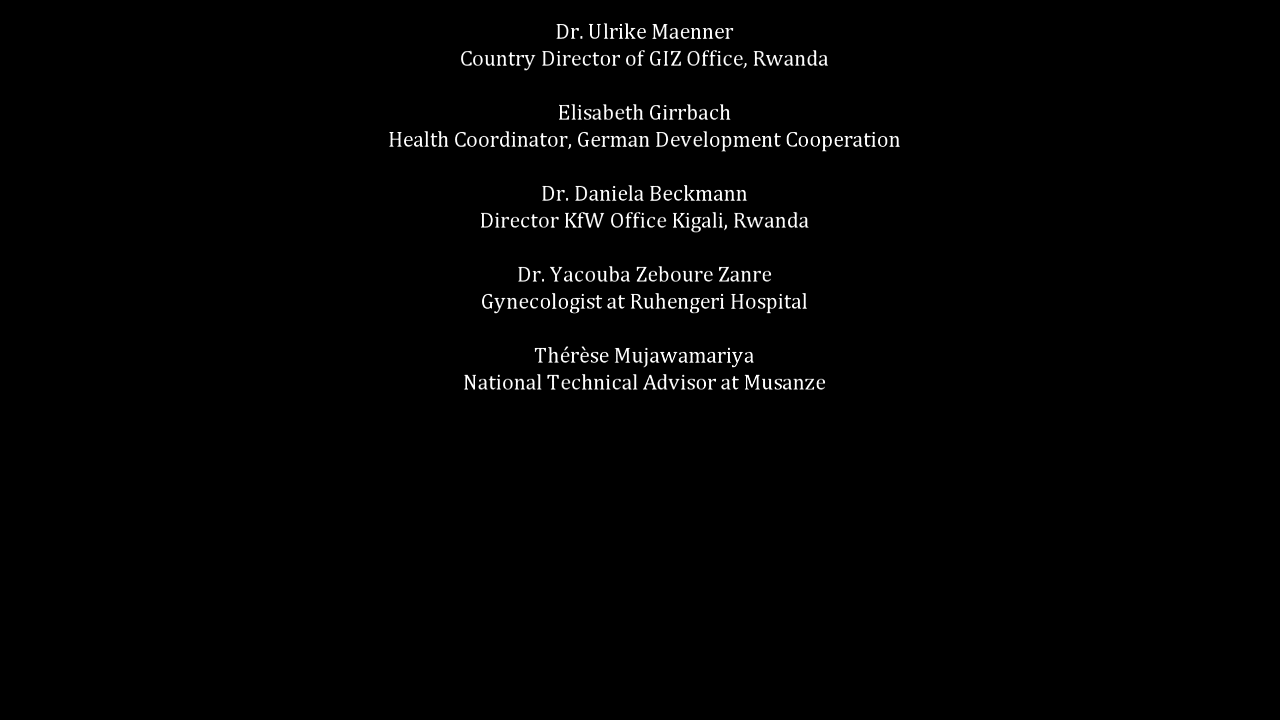 Dr. Ulrike Maenner
Country Director of GIZ Office, Rwanda
Elisabeth Girrbach
Health Coordinator, German Development Cooperation
Dr. Daniela Beckmann
Director KfW Office Kigali, Rwanda
Dr. Yacouba Zeboure Zanre
Gynecologist at Ruhengeri Hospital
Thérèse Mujawamariya
National Technical Advisor at Musanze